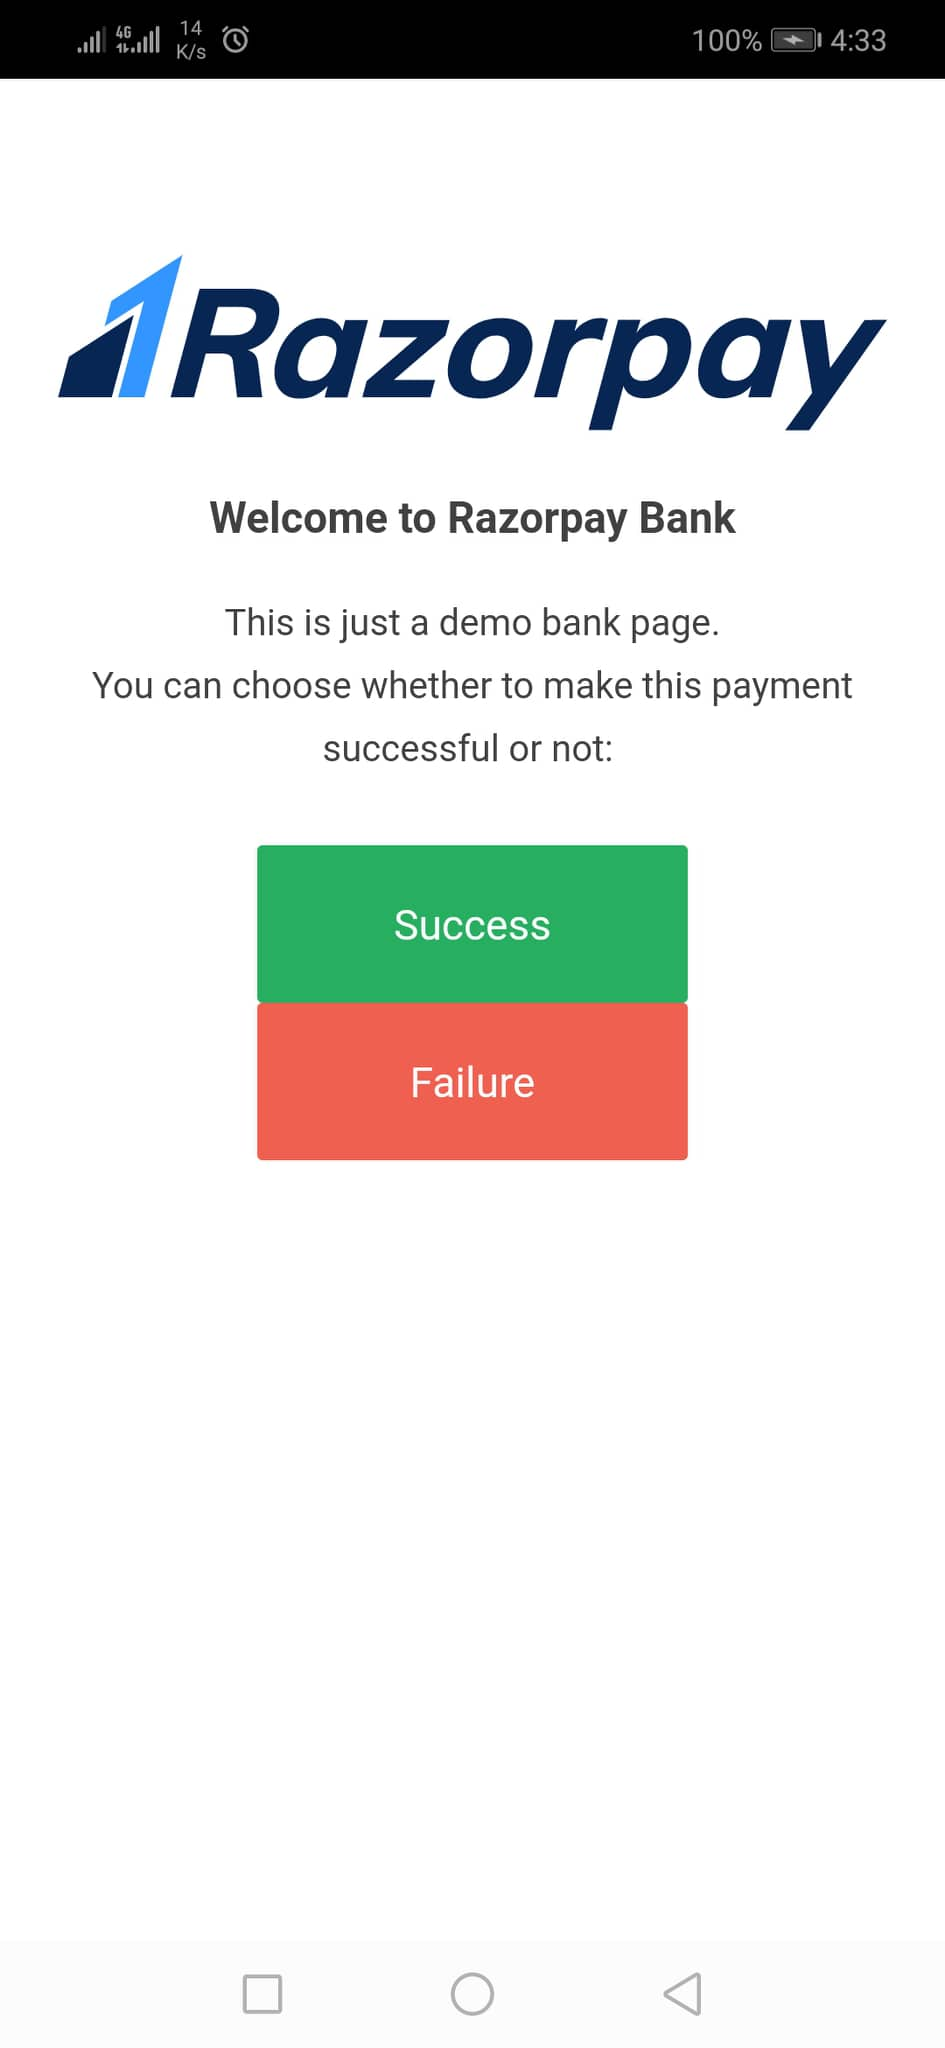 4G
14
K/s
100%
4:33
Razorpay
Welcome to Razorpay Bank
This is just a demo bank page.
You can choose whether to make this payment
successful or not:
Success
Failure